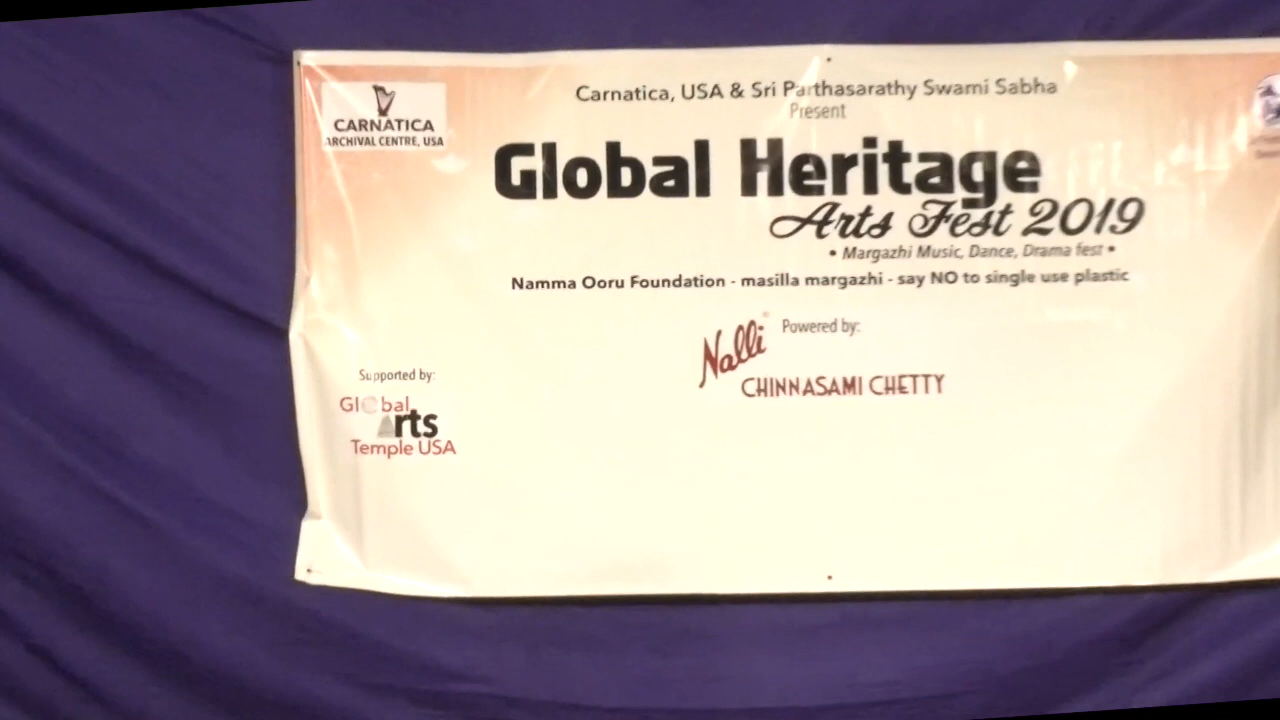 CARNATICA
ARCHIVAL CENTRE, USA
Carnatica, USA & Sri Parthasarathy Swami Sabha
Present
Global Heritage
Arts Fest 2019
• Margazhi Music, Dance, Drama fest •
Namma Ooru Foundation - masilla margazhi - say NO to single use plastic
Powered by:
Nalli
CHINNASAMI CHETTY
Supported by:
Global
Arts
Temple USA